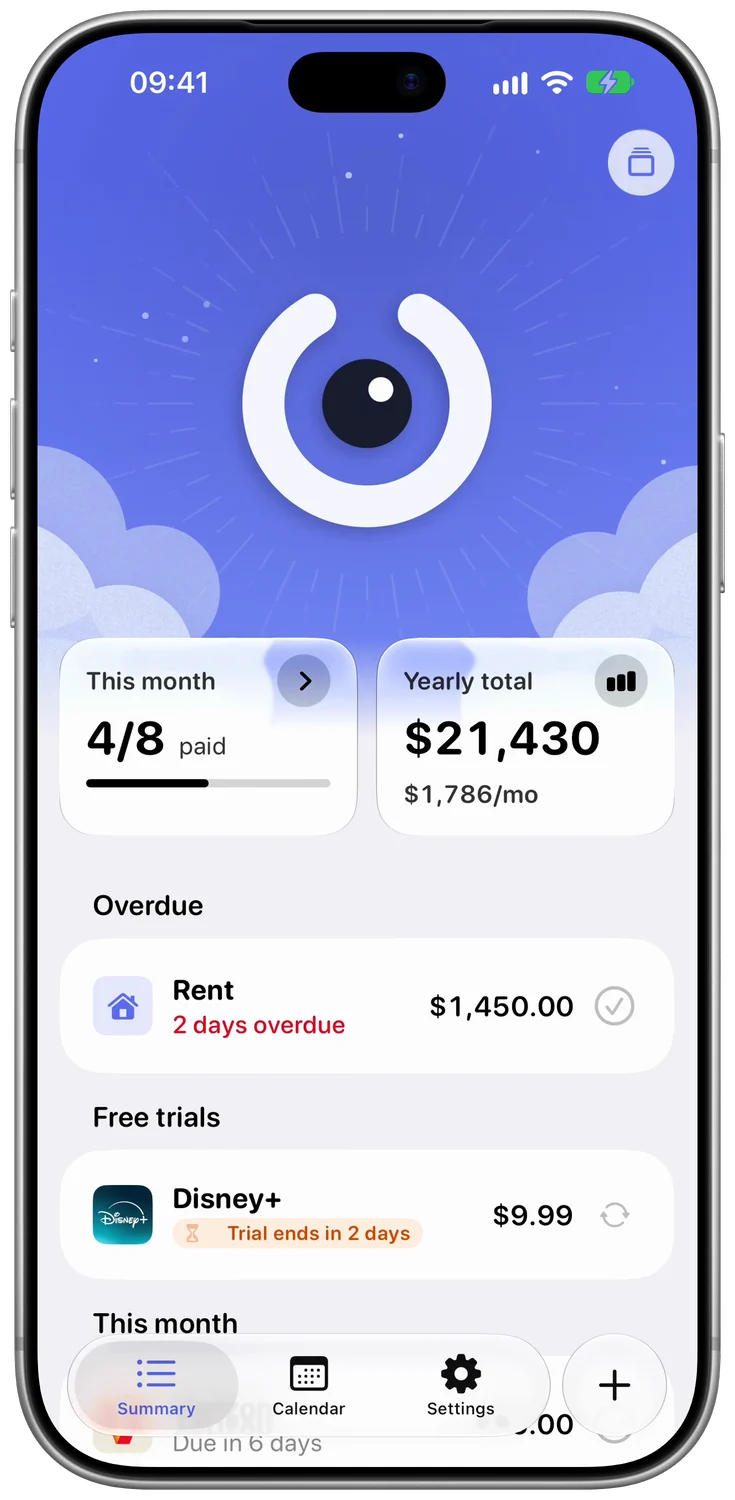 09:41
This month
4/8 paid
Yearly total
$21,430
$1,786/mo
Overdue
Rent
2 days overdue
$1,450.00
Free trials
Disney+
Disney+
Trial ends in 2 days
$9.99
This month
Summary
Calendar
Settings
Due in 6 days